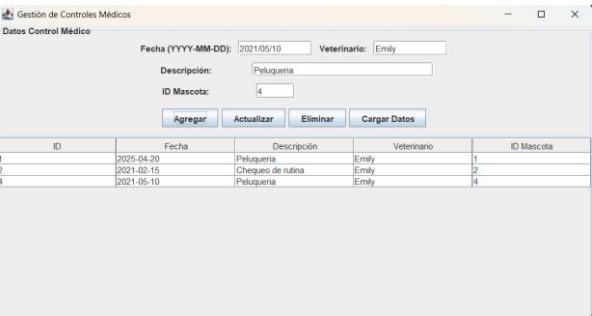 Gestión de Controles Médicos
Datos Control Médico
Fecha (YYYY-MM-DD): 2021/05/10 Veterinario: Emily
Descripción: Peluqueria
ID Mascota: 4
Agregar Actualizar Eliminar Cargar Datos
ID Fecha Descripción Veterinario ID Mascota
1 2025-04-20 Peluqueria Emily 1
2 2021-02-15 Chequeo de rutina Emily 2
4 2021-05-10 Peluqueria Emily 4